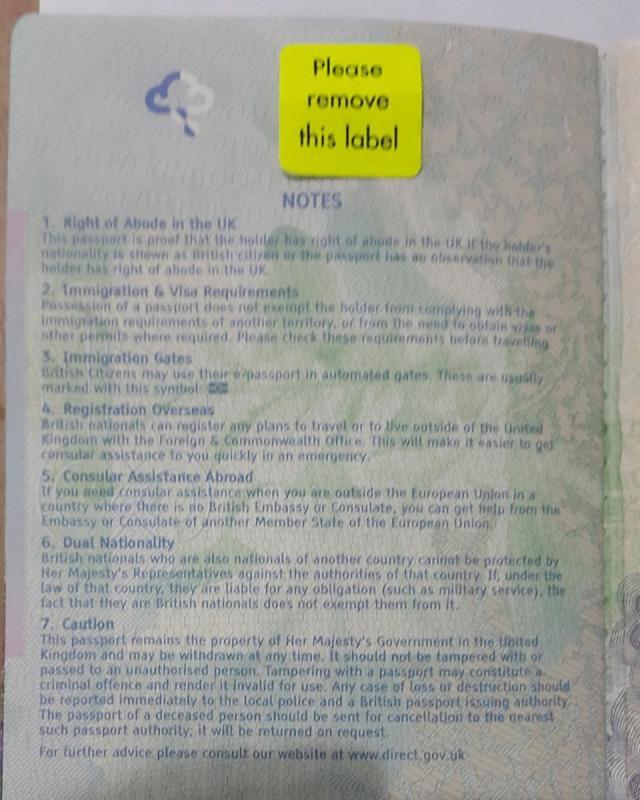 Please
remove
this label
NOTES
1. Right of Abode in the UK
This passport is proof that the holder has right of abode in the UK if the holder's
nationality is shown as British citizen or the passport has an observation that the
holder has right of abode in the UK
2. Immigration & Visa Requirements
Possession of a passport does not exempt the holder from complying with the
immigration requirements of another territory, or from the need to obtain visas or
other permits where required. Please check these requirements before travelling
3. Immigration Gates
British Citizens may use their e-passport in automated gates. These are usually
marked with this symbol:
4. Registration Overseas
British nationals can register any plans to travel or to live outside of the United
Kingdom with the Foreign & Commonwealth Office. This will make it easier to get
consular assistance to you quickly in an emergency.
5. Consular Assistance Abroad
If you need consular assistance when you are outside the European Union in a
country where there is no British Embassy or Consulate, you can get help from the
Embassy or Consulate of another Member State of the European Union.
6. Dual Nationality
British nationals who are also nationals of another country cannot be protected by
Her Majesty's Representatives against the authorities of that country. If, under the
law of that country, they are liable for any obligation (such as military service), the
fact that they are British nationals does not exempt them from it.
7. Caution
This passport remains the property of Her Majesty's Government in the United
Kingdom and may be withdrawn at any time. It should not be tampered with or
passed to an unauthorised person. Tampering with a passport may constitute a
criminal offence and render it invalid for use. Any case of loss or destruction should
be reported immediately to the local police and a British passport issuing authority.
The passport of a deceased person should be sent for cancellation to the nearest
such passport authority; it will be returned on request.
For further advice please consult our website at www.direct.gov.uk